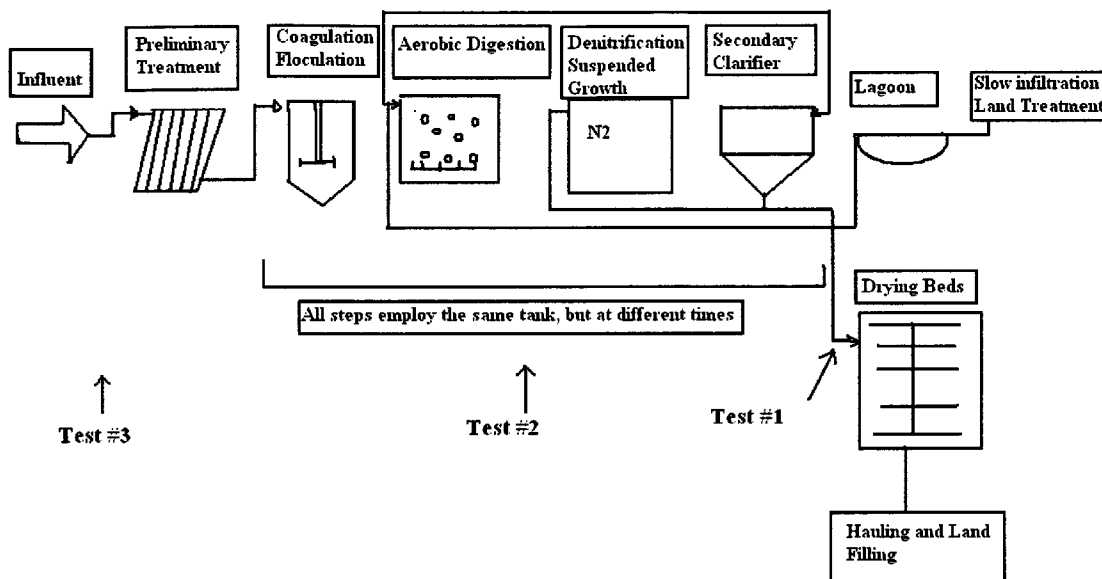 Influent
Preliminary
Treatment
Coagulation
Floculation
Aerobic Digestion
Denitrification
Suspended
Growth
N2
Secondary
Clarifier
Lagoon
Slow infiltration
Land Treatment
All steps employ the same tank, but at different times
Drying Beds
Test #3
Test #2
Test #1
Hauling and Land
Filling